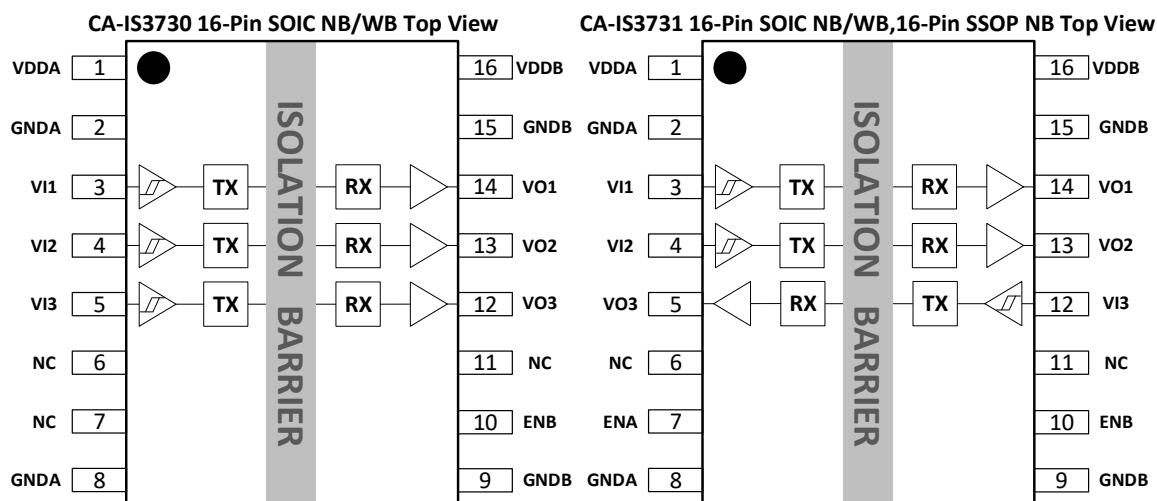 CA-IS3730 16-Pin SOIC NB/WB Top View
VDDA 1 16 VDDB
GNDA 2 15 GNDB
VI1 3 TX RX 14 VO1
VI2 4 TX RX 13 VO2
VI3 5 TX RX 12 VO3
NC 6 11 NC
NC 7 10 ENB
GNDA 8 9 GNDB
ISOLATION BARRIER
CA-IS3731 16-Pin SOIC NB/WB,16-Pin SSOP NB Top View
VDDA 1 16 VDDB
GNDA 2 15 GNDB
VI1 3 TX RX 14 VO1
VI2 4 TX RX 13 VO2
VO3 5 RX TX 12 VI3
NC 6 11 NC
ENA 7 10 ENB
GNDA 8 9 GNDB
ISOLATION BARRIER